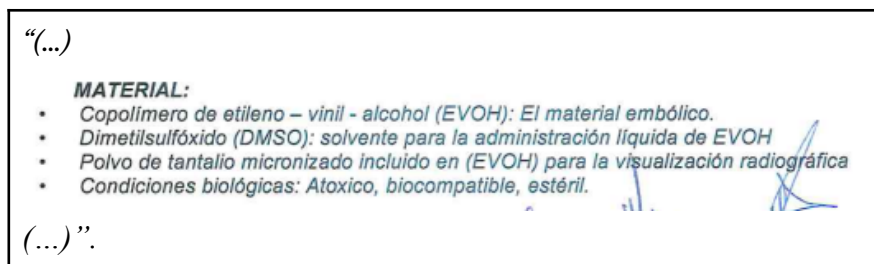 “(...)
MATERIAL:
• Copolímero de etileno – vinil - alcohol (EVOH): El material embólico.
• Dimetilsulfóxido (DMSO): solvente para la administración líquida de EVOH
• Polvo de tantalio micronizado incluido en (EVOH) para la visualización radiográfica
• Condiciones biológicas: Atoxico, biocompatible, estéril.
(...)”.